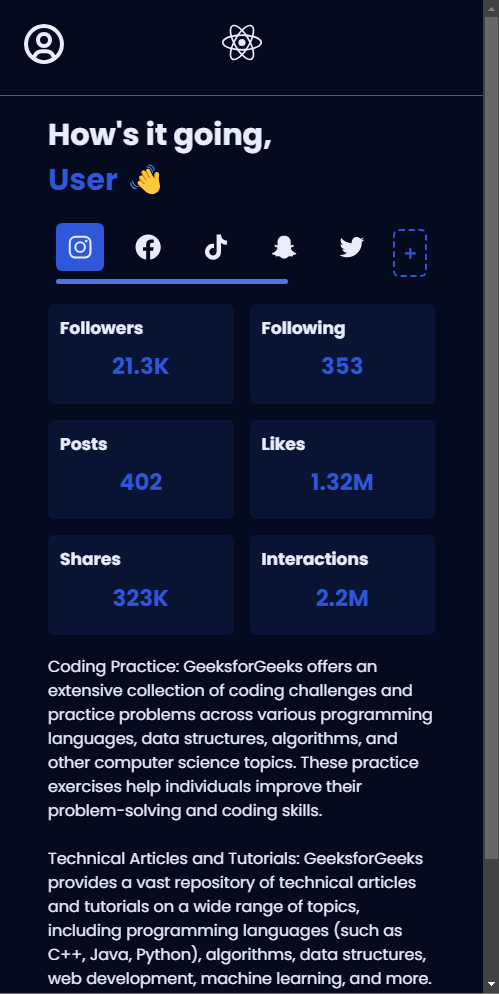 How's it going,
User 👋
+
Followers
Following
21.3K
353
Posts
Likes
402
1.32M
Shares
Interactions
323K
2.2M
Coding Practice: GeeksforGeeks offers an
extensive collection of coding challenges and
practice problems across various programming
languages, data structures, algorithms, and
other computer science topics. These practice
exercises help individuals improve their
problem-solving and coding skills.
Technical Articles and Tutorials: GeeksforGeeks
provides a vast repository of technical articles
and tutorials on a wide range of topics,
including programming languages (such as
C++, Java, Python), algorithms, data structures,
web development, machine learning, and more.